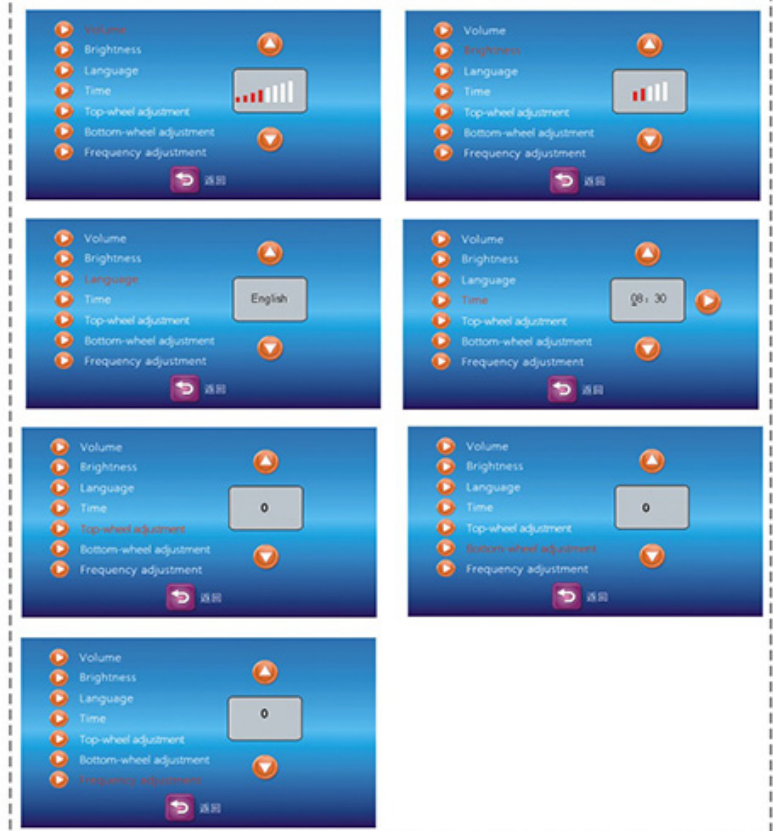 Volume
Brightness
Language
Time
Top-wheel adjustment
Bottom-wheel adjustment
Frequency adjustment
返回
Volume
Brightness
Language
Time
Top-wheel adjustment
Bottom-wheel adjustment
Frequency adjustment
返回
Volume
Brightness
Language
Time
Top-wheel adjustment
Bottom-wheel adjustment
Frequency adjustment
English
返回
Volume
Brightness
Language
Time
Top-wheel adjustment
Bottom-wheel adjustment
Frequency adjustment
08: 30
返回
Volume
Brightness
Language
Time
Top-wheel adjustment
Bottom-wheel adjustment
Frequency adjustment
0
返回
Volume
Brightness
Language
Time
Top-wheel adjustment
Bottom wheel adjustment
Frequency adjustment
0
返回
Volume
Brightness
Language
Time
Top-wheel adjustment
Bottom-wheel adjustment
Frequency adjustment
0
返回